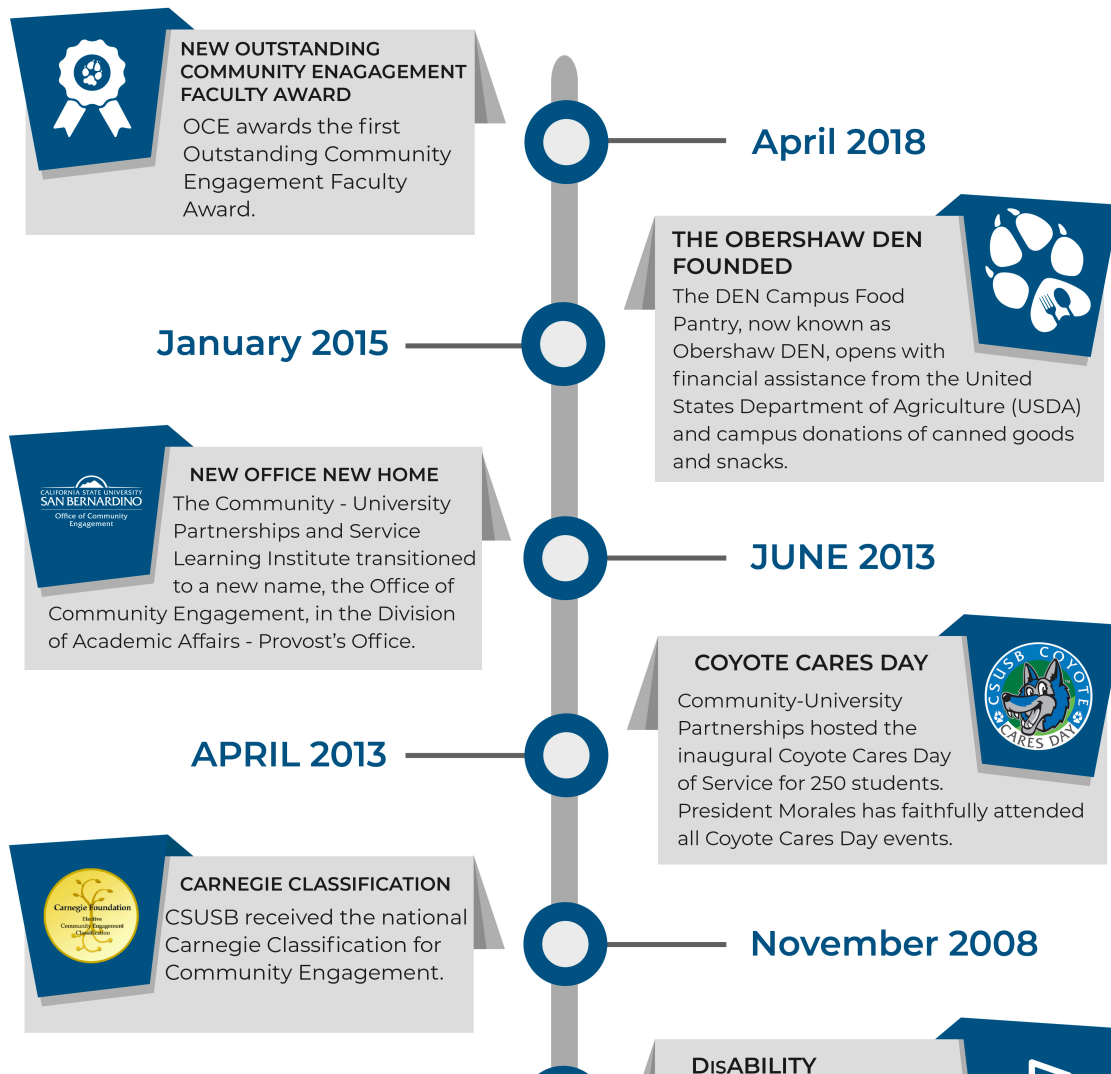 NEW OUTSTANDING
COMMUNITY ENAGAGEMENT
FACULTY AWARD
OCE awards the first
Outstanding Community
Engagement Faculty
Award.
April 2018
THE OBERSHAW DEN
FOUNDED
The DEN Campus Food
Pantry, now known as
Obershaw DEN, opens with
financial assistance from the United
States Department of Agriculture (USDA)
and campus donations of canned goods
and snacks.
January 2015
CALIFORNIA STATE UNIVERSITY
SAN BERNARDINO
Office of Community
Engagement
NEW OFFICE NEW HOME
The Community - University
Partnerships and Service
Learning Institute transitioned
to a new name, the Office of
Community Engagement, in the Division
of Academic Affairs - Provost's Office.
JUNE 2013
COYOTE CARES DAY
Community-University
Partnerships hosted the
inaugural Coyote Cares Day
of Service for 250 students.
President Morales has faithfully attended
all Coyote Cares Day events.
CSUSB COYOTE
CARES DAY
APRIL 2013
Carnegie Foundation
Elective
Community Engagement
Classification
CARNEGIE CLASSIFICATION
CSUSB received the national
Carnegie Classification for
Community Engagement.
November 2008
DISABILITY